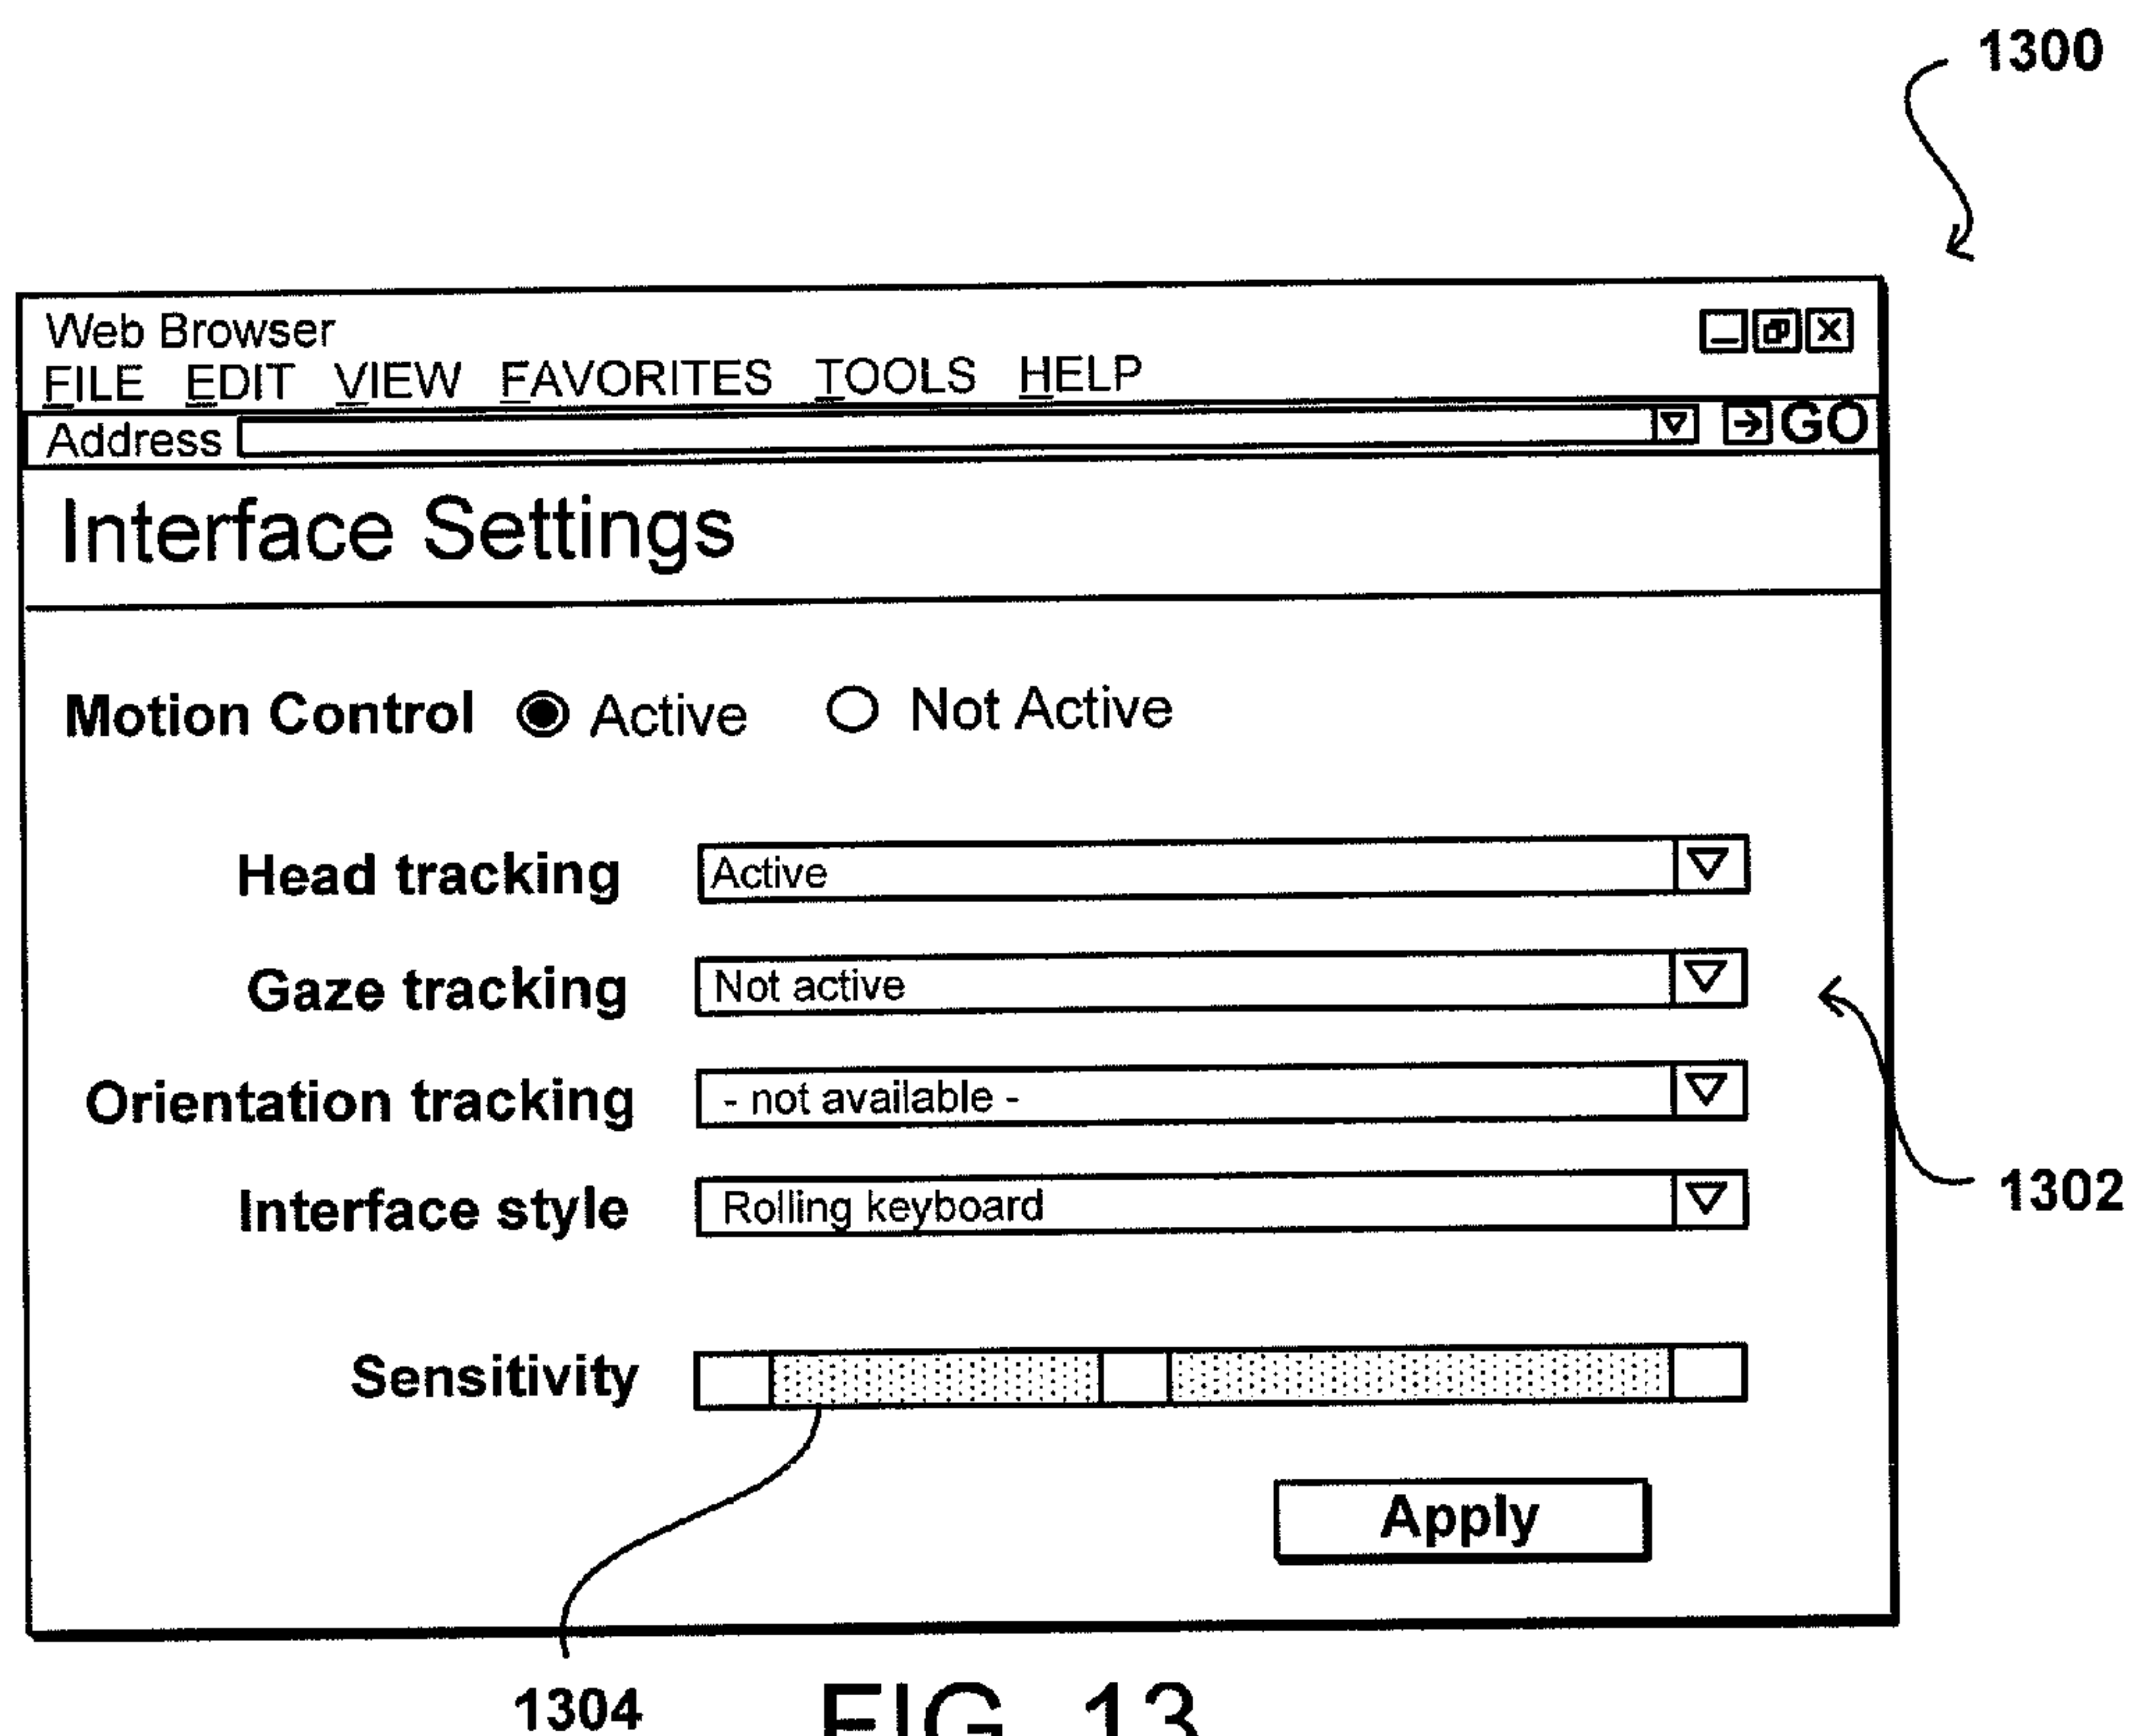 1300
Web Browser
FILE EDIT VIEW FAVORITES TOOLS HELP
Address GO
Interface Settings
Motion Control Active Not Active
Head tracking Active
Gaze tracking Not active
Orientation tracking - not available -
Interface style Rolling keyboard
1302
Sensitivity
Apply
1304
FIG. 13